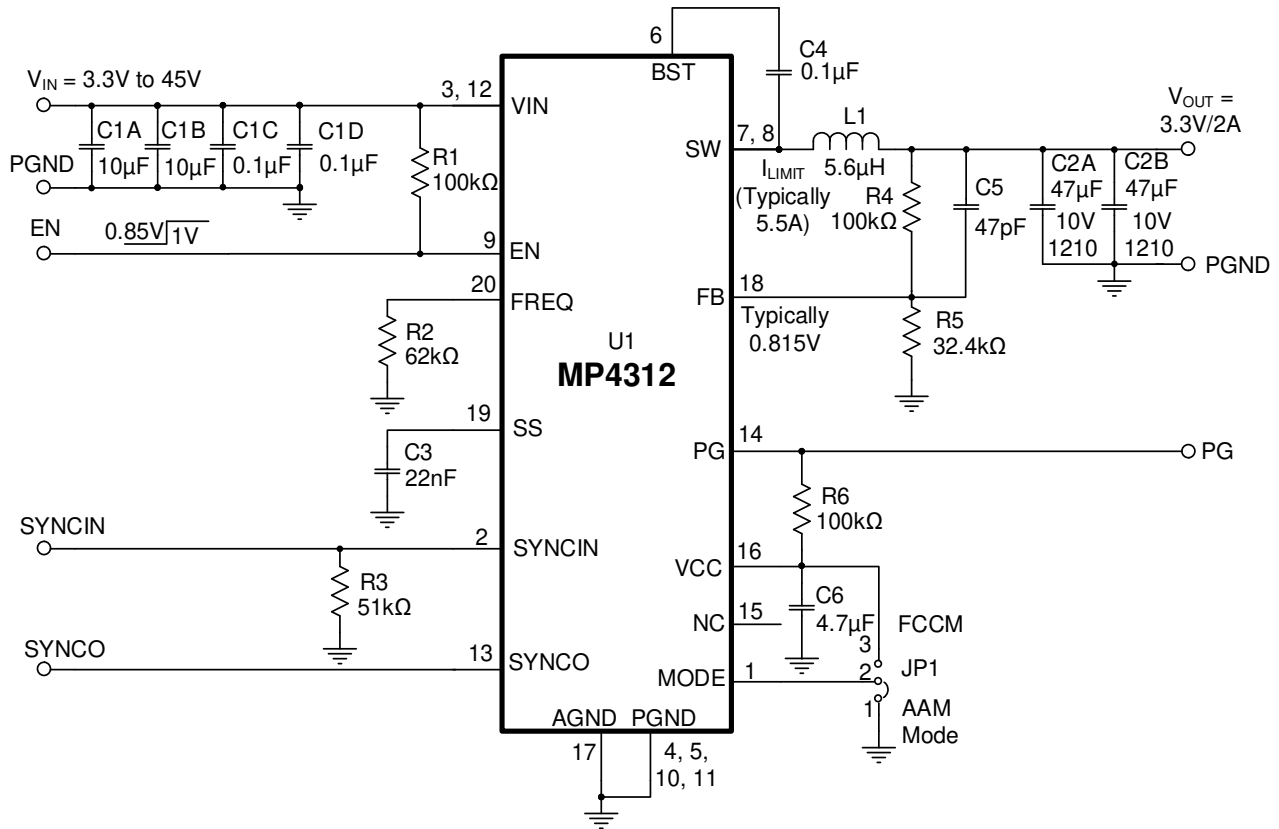 6
BST
C4
0.1µF
V_IN = 3.3V to 45V
3, 12
VIN
C1A
10µF
C1B
10µF
C1C
0.1µF
C1D
0.1µF
PGND
R1
100kΩ
EN
0.85V
1V
9
EN
20
FREQ
R2
62kΩ
19
SS
C3
22nF
SYNCIN
2
SYNCIN
R3
51kΩ
SYNCO
13
SYNCO
U1
MP4312
AGND
PGND
17
4, 5,
10, 11
7, 8
SW
L1
5.6µH
I_LIMIT
(Typically
5.5A)
R4
100kΩ
C5
47pF
C2A
47µF
10V
1210
C2B
47µF
10V
1210
V_OUT =
3.3V/2A
PGND
FB
18
Typically
0.815V
R5
32.4kΩ
PG
14
PG
R6
100kΩ
VCC
16
C6
4.7µF
NC
15
FCCM
3
MODE
1
2
JP1
1
AAM
Mode